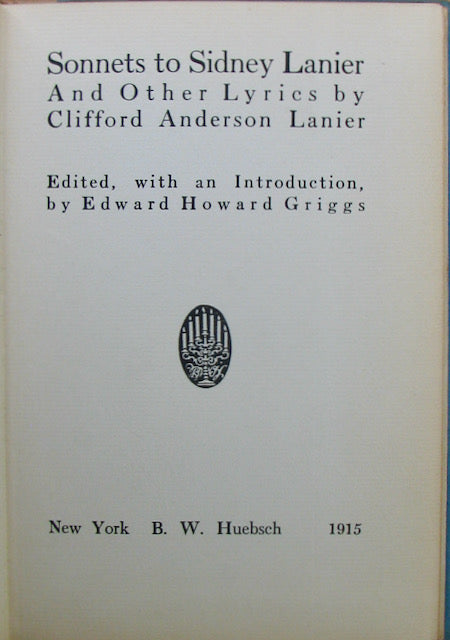 Sonnets to Sidney Lanier
And Other Lyrics by
Clifford Anderson Lanier
Edited, with an Introduction,
by Edward Howard Griggs
New York B. W. Huebsch 1915